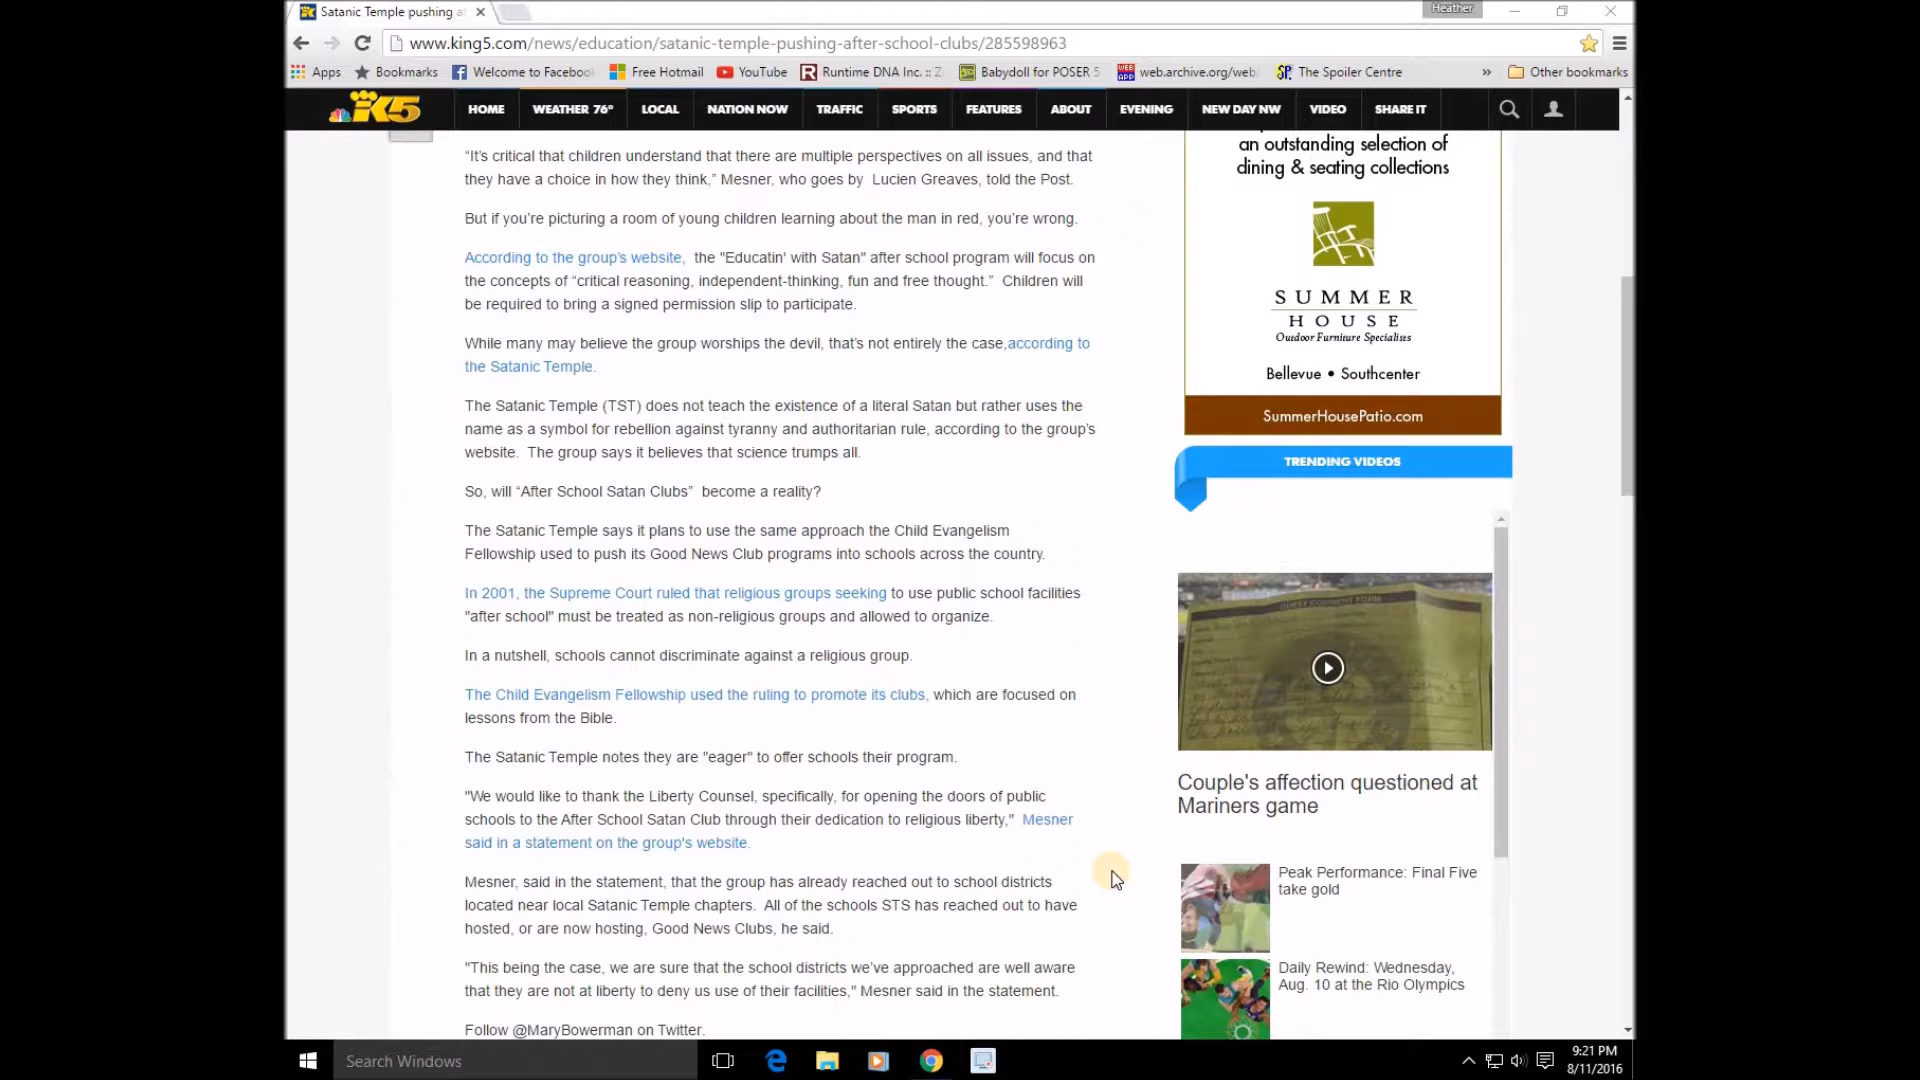 Satanic Temple pushing a
Heather
www.king5.com/news/education/satanic-temple-pushing-after-school-clubs/285598963
Apps Bookmarks Welcome to Facebo Free Hotmail YouTube Runtime DNA Inc. :: Z Babydoll for POSER 5 web.archive.org/web The Spoiler Centre » Other bookmarks
K5 HOME WEATHER 76° LOCAL NATION NOW TRAFFIC SPORTS FEATURES ABOUT EVENING NEW DAY NW VIDEO SHARE IT
“It’s critical that children understand that there are multiple perspectives on all issues, and that
they have a choice in how they think,” Mesner, who goes by Lucien Greaves, told the Post.
But if you’re picturing a room of young children learning about the man in red, you’re wrong.
According to the group’s website, the "Educatin' with Satan" after school program will focus on
the concepts of “critical reasoning, independent-thinking, fun and free thought.” Children will
be required to bring a signed permission slip to participate.
While many may believe the group worships the devil, that’s not entirely the case,according to
the Satanic Temple.
The Satanic Temple (TST) does not teach the existence of a literal Satan but rather uses the
name as a symbol for rebellion against tyranny and authoritarian rule, according to the group’s
website. The group says it believes that science trumps all.
So, will “After School Satan Clubs” become a reality?
The Satanic Temple says it plans to use the same approach the Child Evangelism
Fellowship used to push its Good News Club programs into schools across the country.
In 2001, the Supreme Court ruled that religious groups seeking to use public school facilities
"after school" must be treated as non-religious groups and allowed to organize.
In a nutshell, schools cannot discriminate against a religious group.
The Child Evangelism Fellowship used the ruling to promote its clubs, which are focused on
lessons from the Bible.
The Satanic Temple notes they are "eager" to offer schools their program.
"We would like to thank the Liberty Counsel, specifically, for opening the doors of public
schools to the After School Satan Club through their dedication to religious liberty," Mesner
said in a statement on the group's website.
Mesner, said in the statement, that the group has already reached out to school districts
located near local Satanic Temple chapters. All of the schools STS has reached out to have
hosted, or are now hosting, Good News Clubs, he said.
"This being the case, we are sure that the school districts we’ve approached are well aware
that they are not at liberty to deny us use of their facilities," Mesner said in the statement.
Follow @MaryBowerman on Twitter.
an outstanding selection of
dining & seating collections
SUMMER
HOUSE
Outdoor Furniture Specialists
Bellevue • Southcenter
SummerHousePatio.com
TRENDING VIDEOS
GUEST COMMENT FORM
Couple's affection questioned at
Mariners game
Peak Performance: Final Five
take gold
Daily Rewind: Wednesday,
Aug. 10 at the Rio Olympics
Search Windows
9:21 PM
8/11/2016